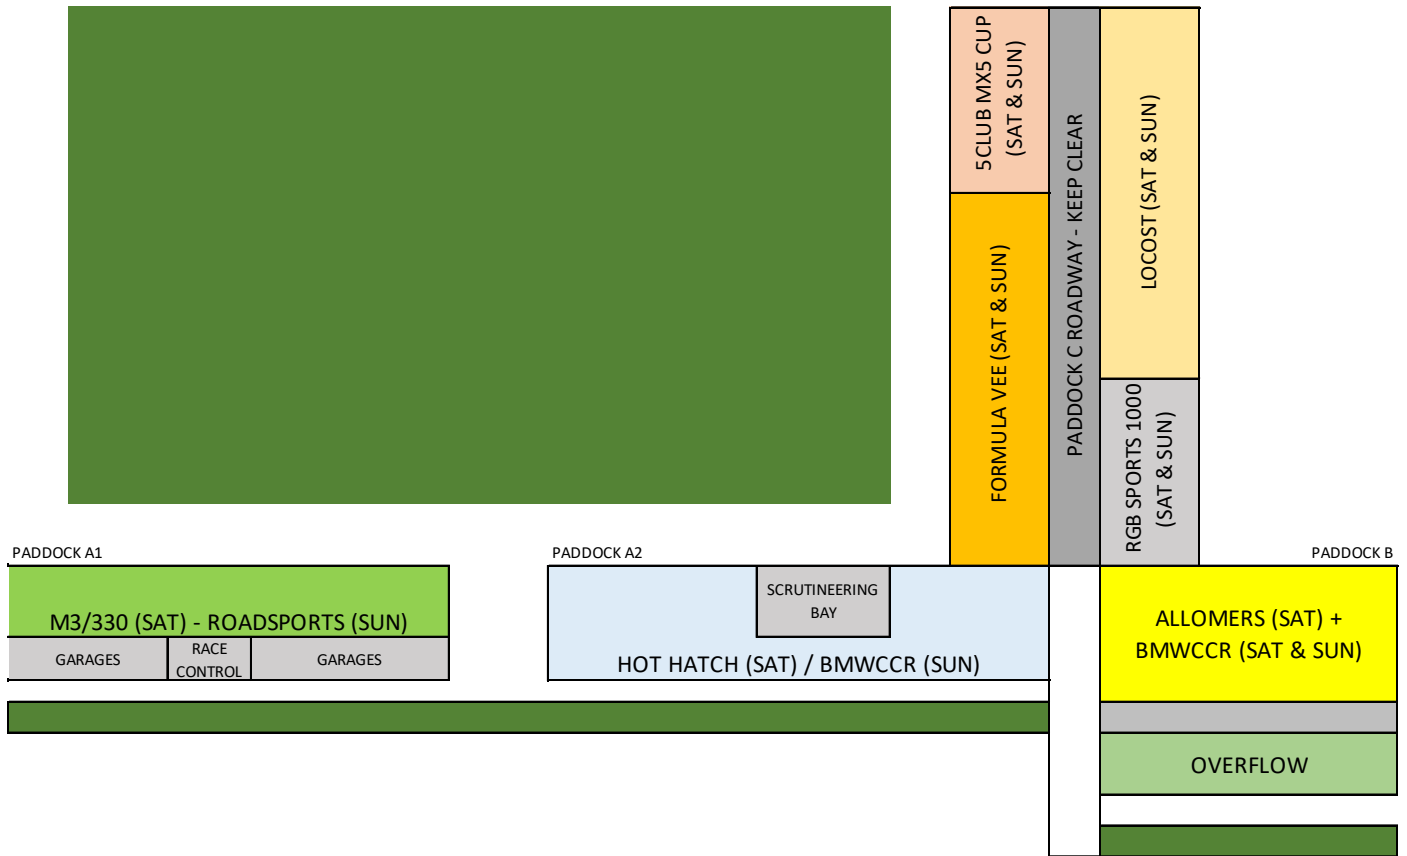 5CLUB MX5 CUP
(SAT & SUN)
FORMULA VEE (SAT & SUN)
PADDOCK C ROADWAY - KEEP CLEAR
LOCOST (SAT & SUN)
RGB SPORTS 1000
(SAT & SUN)
PADDOCK A1
PADDOCK A2
PADDOCK B
M3/330 (SAT) - ROADSPORTS (SUN)
GARAGES
RACE
CONTROL
GARAGES
SCRUTINEERING
BAY
HOT HATCH (SAT) / BMWCCR (SUN)
ALLOMERS (SAT) +
BMWCCR (SAT & SUN)
OVERFLOW